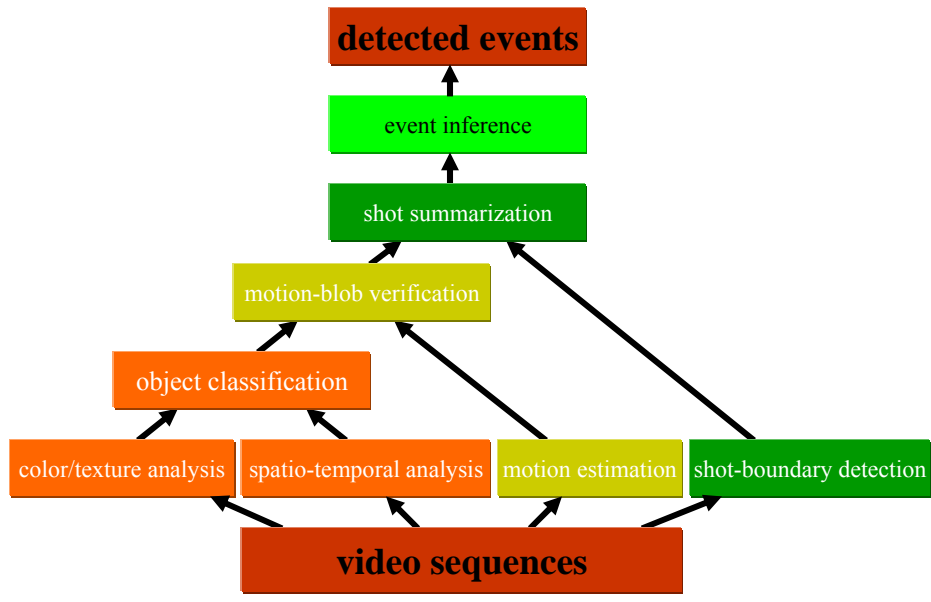 detected events
event inference
shot summarization
motion-blob verification
object classification
color/texture analysis
spatio-temporal analysis
motion estimation
shot-boundary detection
video sequences